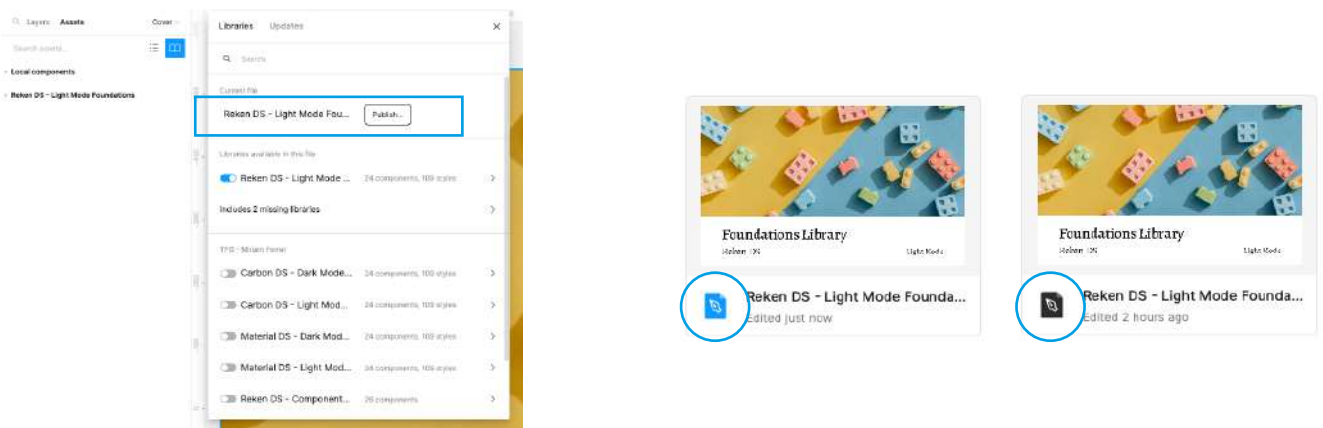 Layers Assets Cover
Search assets...
Local components
Reken DS - Light Mode Foundations
Libraries Updates
Search
Current file
Reken DS - Light Mode Fou... Publish...
Libraries available in this file
Reken DS - Light Mode ... 24 components, 109 styles
Includes 2 missing libraries
TFG - Miriam Ferrer
Carbon DS - Dark Mode... 24 components, 109 styles
Carbon DS - Light Mod... 24 components, 109 styles
Material DS - Dark Mod... 24 components, 109 styles
Material DS - Light Mod... 24 components, 109 styles
Reken DS - Component... 26 components
Foundations Library
Reken DS Light Mode
Reken DS - Light Mode Founda...
Edited just now
Foundations Library
Reken DS Light Mode
Reken DS - Light Mode Founda...
Edited 2 hours ago